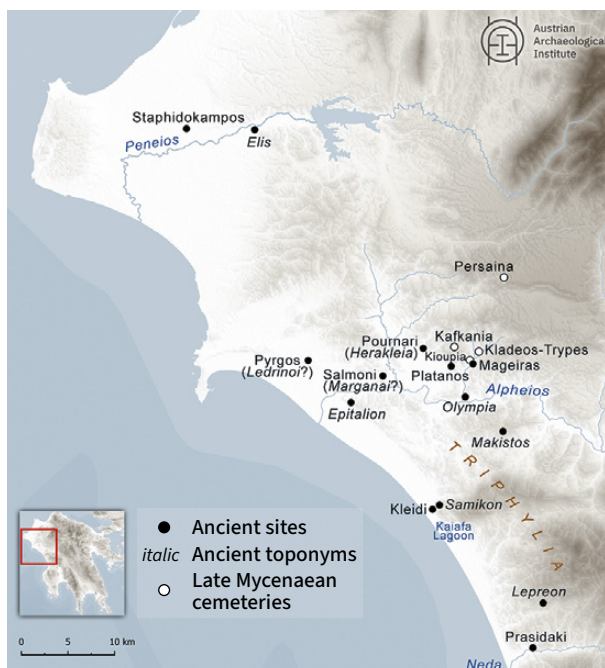 Austrian
Archaeological
Institute
Staphidokampos
Peneios
Elis
Persaina
Kafkania
Pournari
(Herakleia)
Kioupia
Kladeos-Trypes
Mageiras
Pyrgos
(Ledrinoi?)
Salmoni
(Marganai?)
Platanos
Alpheios
Epitalion
Olympia
Makistos
TRIPHYLIA
Kleidi
Samikon
Kaiafa
Lagoon
Ancient sites
italic Ancient toponyms
Late Mycenaean
cemeteries
Lepreon
Prasidaki
Neda
0 5 10 km